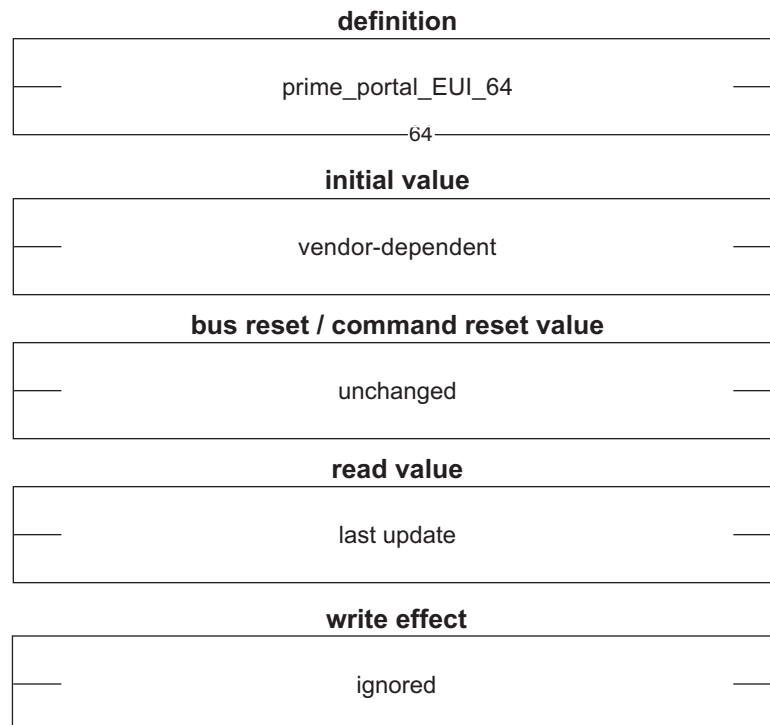 definition
prime_portal_EUI_64
64
initial value
vendor-dependent
bus reset / command reset value
unchanged
read value
last update
write effect
ignored